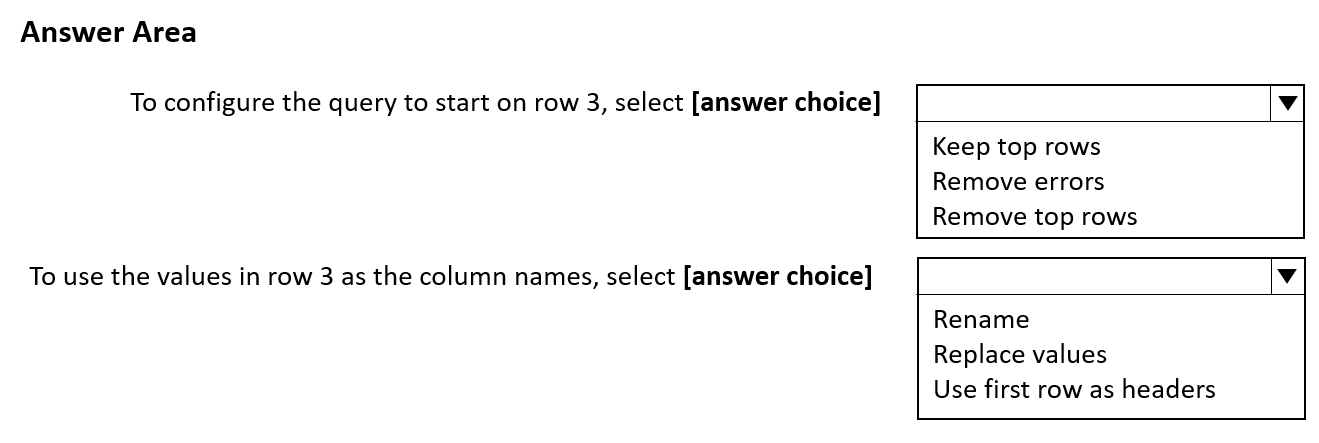 Answer Area
To configure the query to start on row 3, select [answer choice]
Keep top rows
Remove errors
Remove top rows
To use the values in row 3 as the column names, select [answer choice]
Rename
Replace values
Use first row as headers